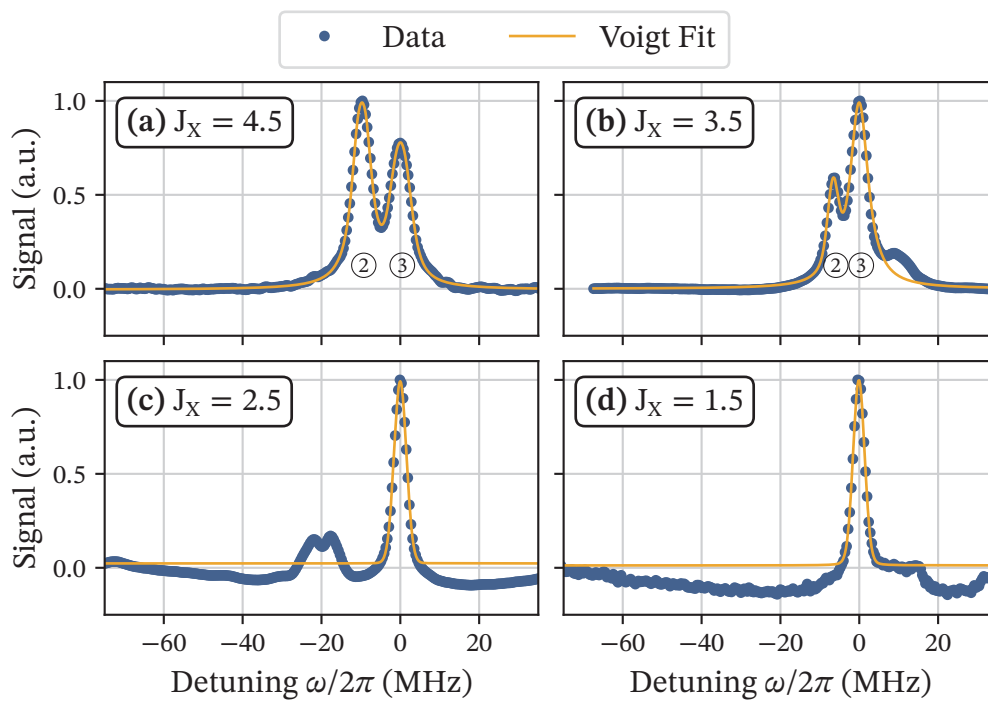 Data Voigt Fit
(a) J_X = 4.5
(b) J_X = 3.5
1.0
0.5
0.0
Signal (a.u.)
② ③
② ③
(c) J_X = 2.5
(d) J_X = 1.5
1.0
0.5
0.0
Signal (a.u.)
−60 −40 −20 0 20
−60 −40 −20 0 20
Detuning ω/2π (MHz)
Detuning ω/2π (MHz)